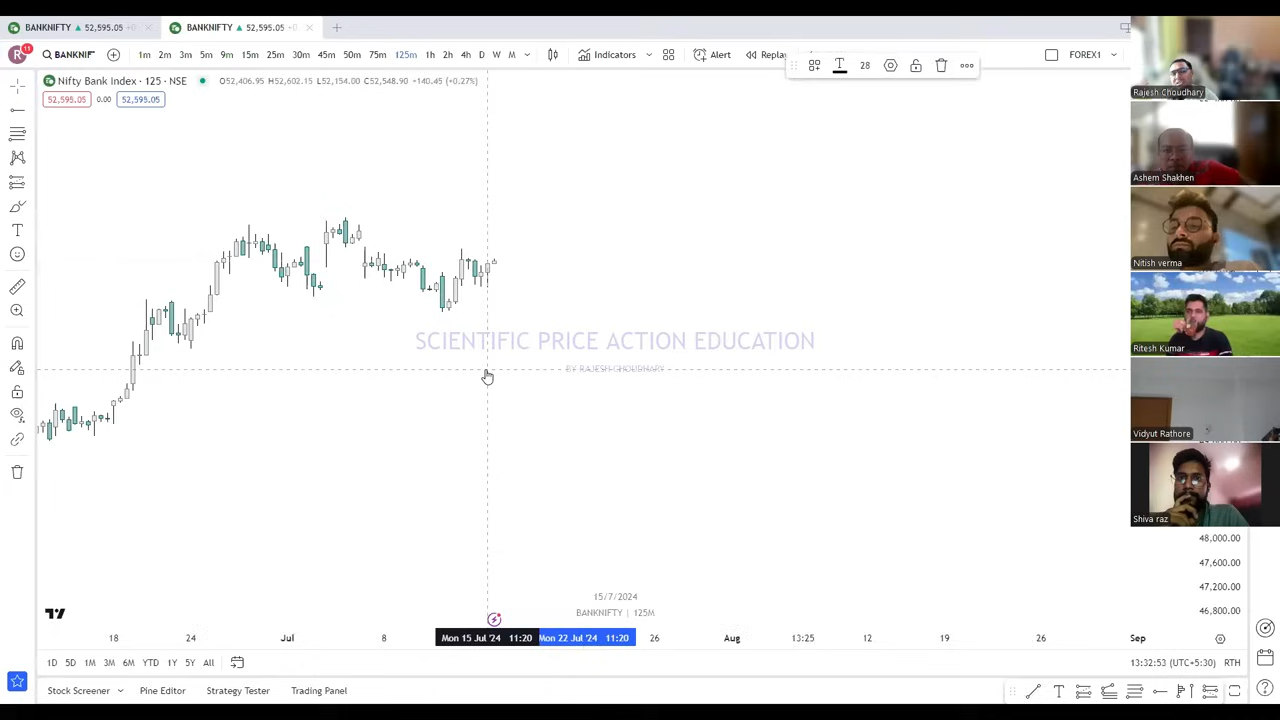 BANKNIFTY ▲ 52,595.05
BANKNIFTY ▲ 52,595.05
R 11 BANKNIF 1m 2m 3m 5m 9m 15m 25m 30m 45m 50m 75m 125m 1h 2h 4h D W M Indicators Alert Replay 28 FOREX1
Nifty Bank Index · 125 · NSE O52,406.95 H52,602.15 L52,154.00 C52,548.90 +140.45 (+0.27%)
52,595.05 0.00 52,595.05
Rajesh Choudhary
Ashem Shakhen
Nitish verma
SCIENTIFIC PRICE ACTION EDUCATION
Ritesh Kumar
BY RAJESH CHOUDHARY
Vidyut Rathore
Shiva raz
48,000.00
47,600.00
47,200.00
46,800.00
15/7/2024
BANKNIFTY | 125M
18 24 Jul 8 Mon 15 Jul '24 11:20 Mon 22 Jul '24 11:20 26 Aug 13:25 12 19 26 Sep
1D 5D 1M 3M 6M YTD 1Y 5Y All 13:32:53 (UTC+5:30) RTH
Stock Screener Pine Editor Strategy Tester Trading Panel